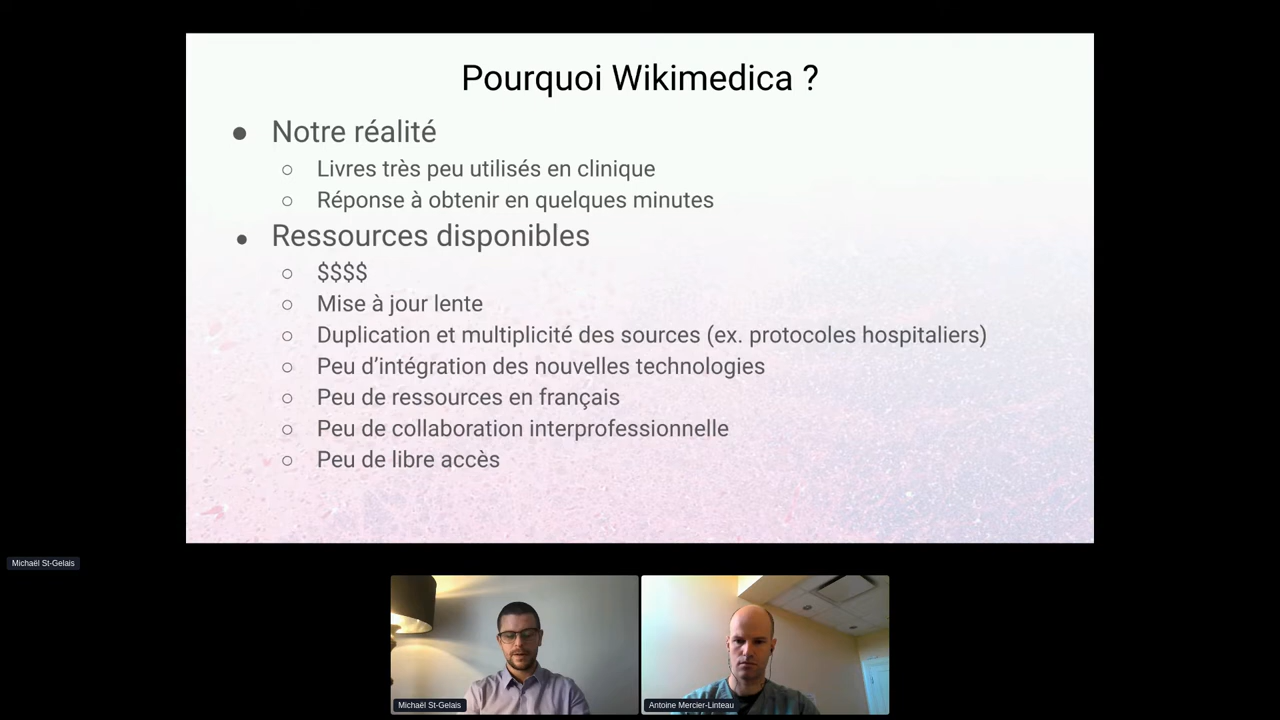 Pourquoi Wikimedica ?
● Notre réalité
○ Livres très peu utilisés en clinique
○ Réponse à obtenir en quelques minutes
● Ressources disponibles
○ $$$$
○ Mise à jour lente
○ Duplication et multiplicité des sources (ex. protocoles hospitaliers)
○ Peu d’intégration des nouvelles technologies
○ Peu de ressources en français
○ Peu de collaboration interprofessionnelle
○ Peu de libre accès
Michaël St-Gelais
Michaël St-Gelais
Antoine Mercier-Linteau